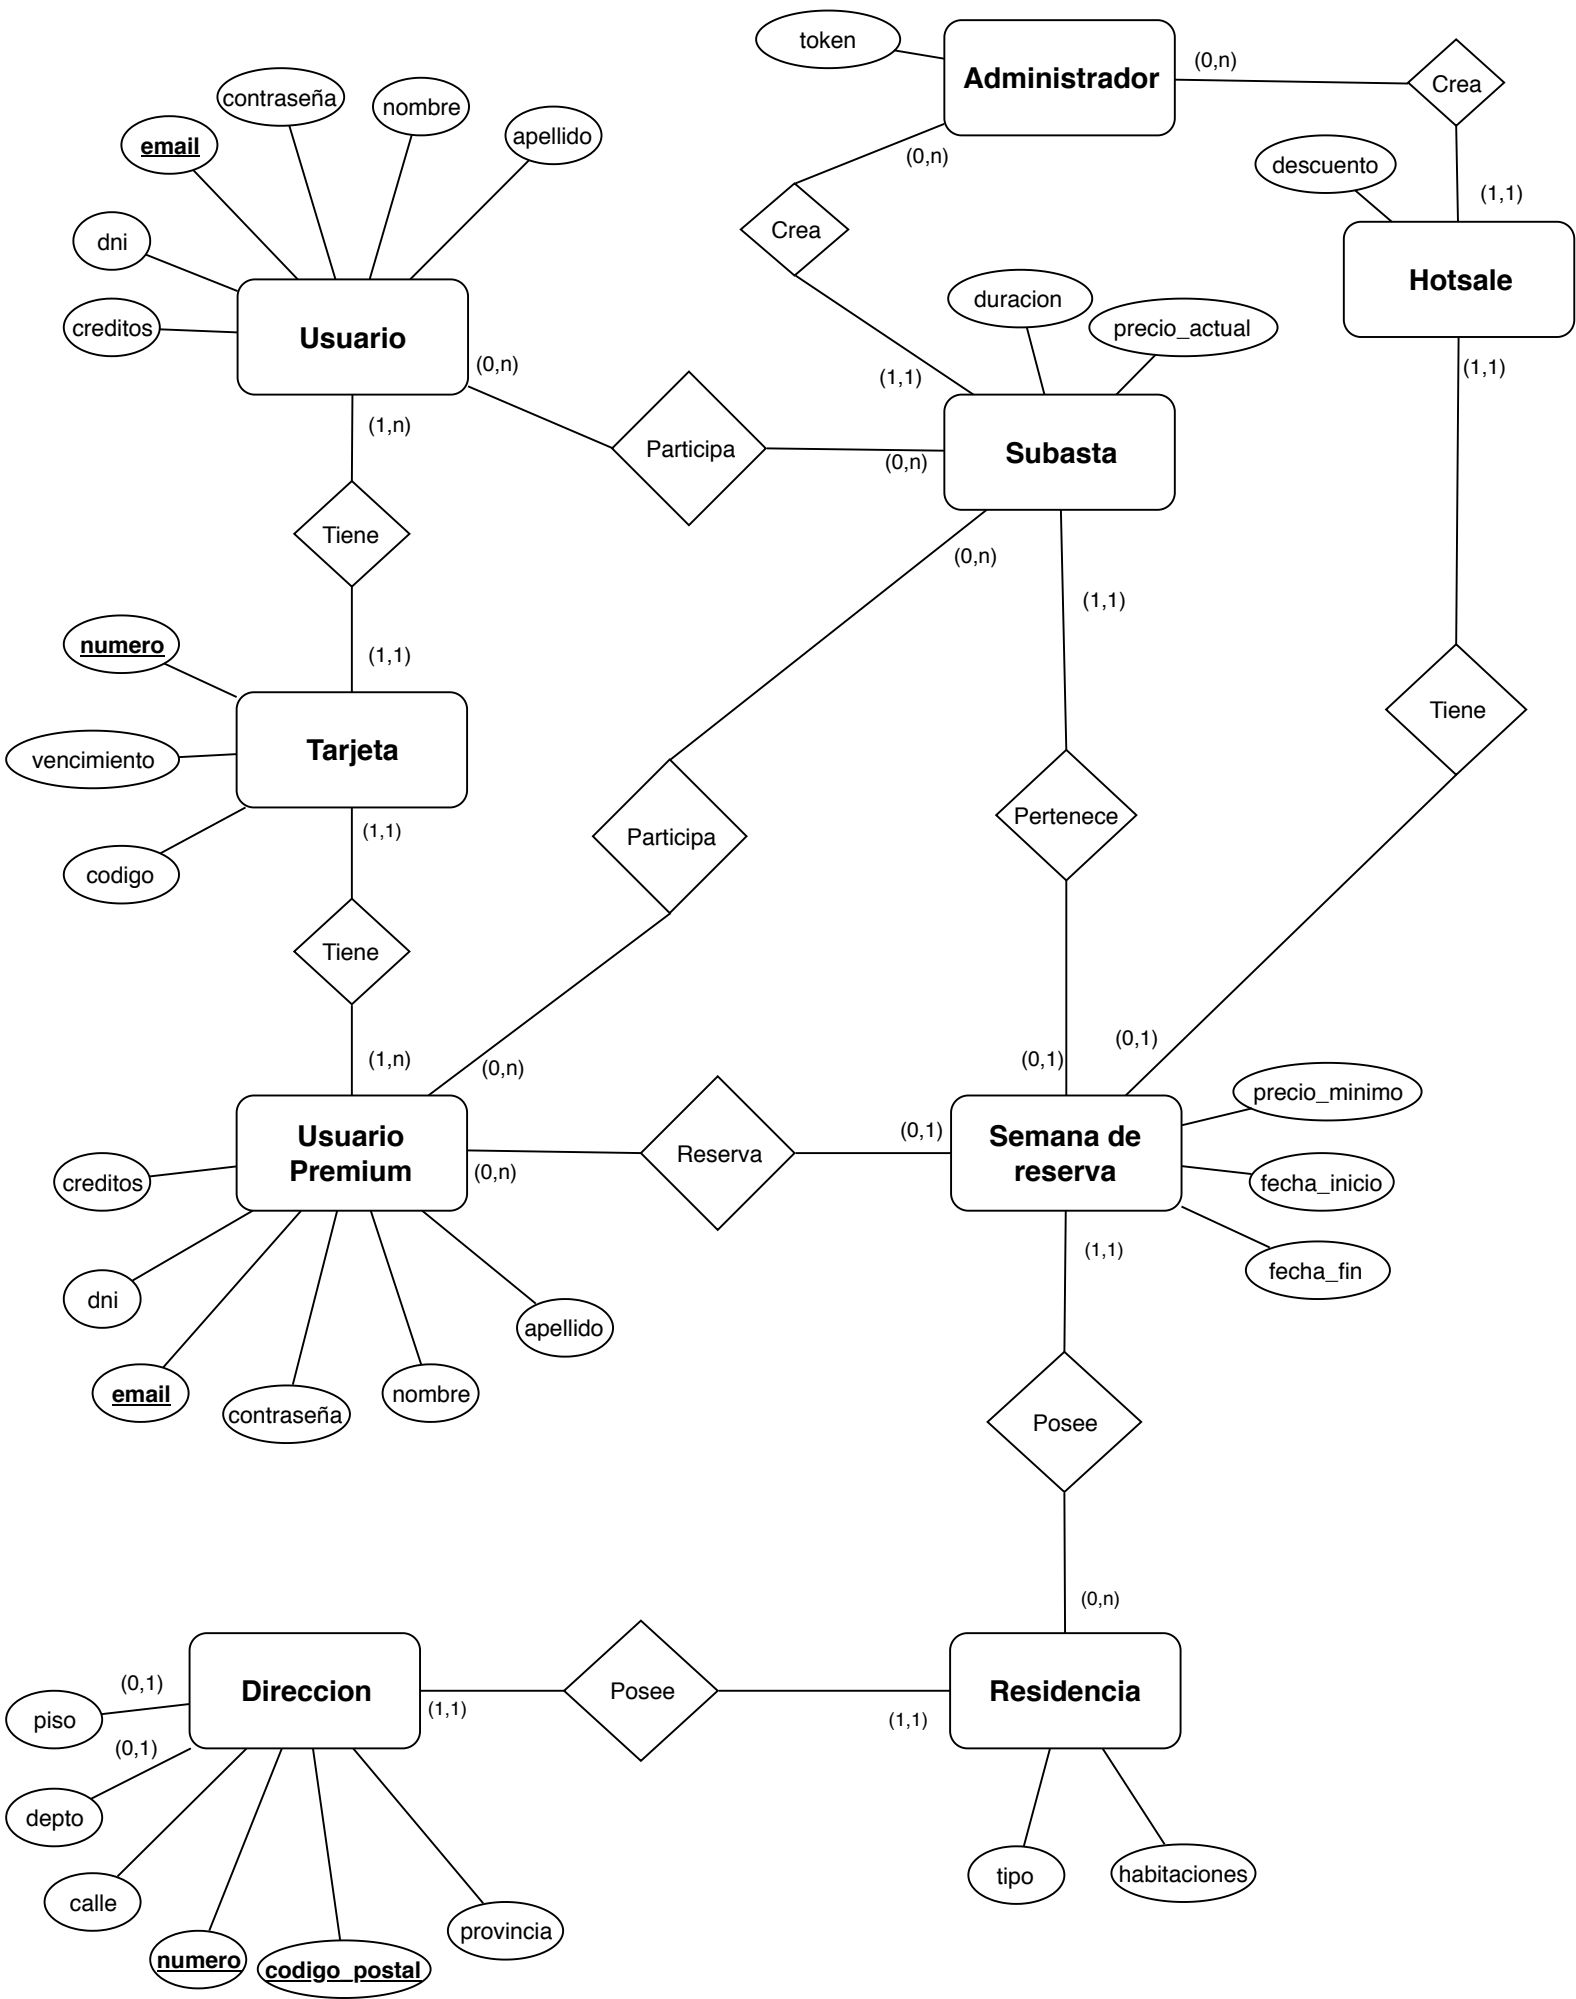 token
Administrador
(0,n)
Crea
contraseña
nombre
email
apellido
(0,n)
descuento
(1,1)
dni
Crea
creditos
Usuario
duracion
precio_actual
Hotsale
(0,n)
(1,1)
(1,1)
(1,n)
Participa
(0,n)
Subasta
Tiene
(0,n)
(1,1)
numero
(1,1)
Tiene
vencimiento
Tarjeta
(1,1)
Participa
Pertenece
codigo
Tiene
(1,n)
(0,n)
(0,1)
(0,1)
precio_minimo
Usuario
Premium
(0,n)
Reserva
(0,1)
Semana de
reserva
creditos
fecha_inicio
(1,1)
fecha_fin
dni
apellido
email
contraseña
nombre
Posee
(0,n)
(0,1)
piso
Direccion
(1,1)
Posee
(1,1)
Residencia
(0,1)
depto
calle
numero
codigo_postal
provincia
tipo
habitaciones